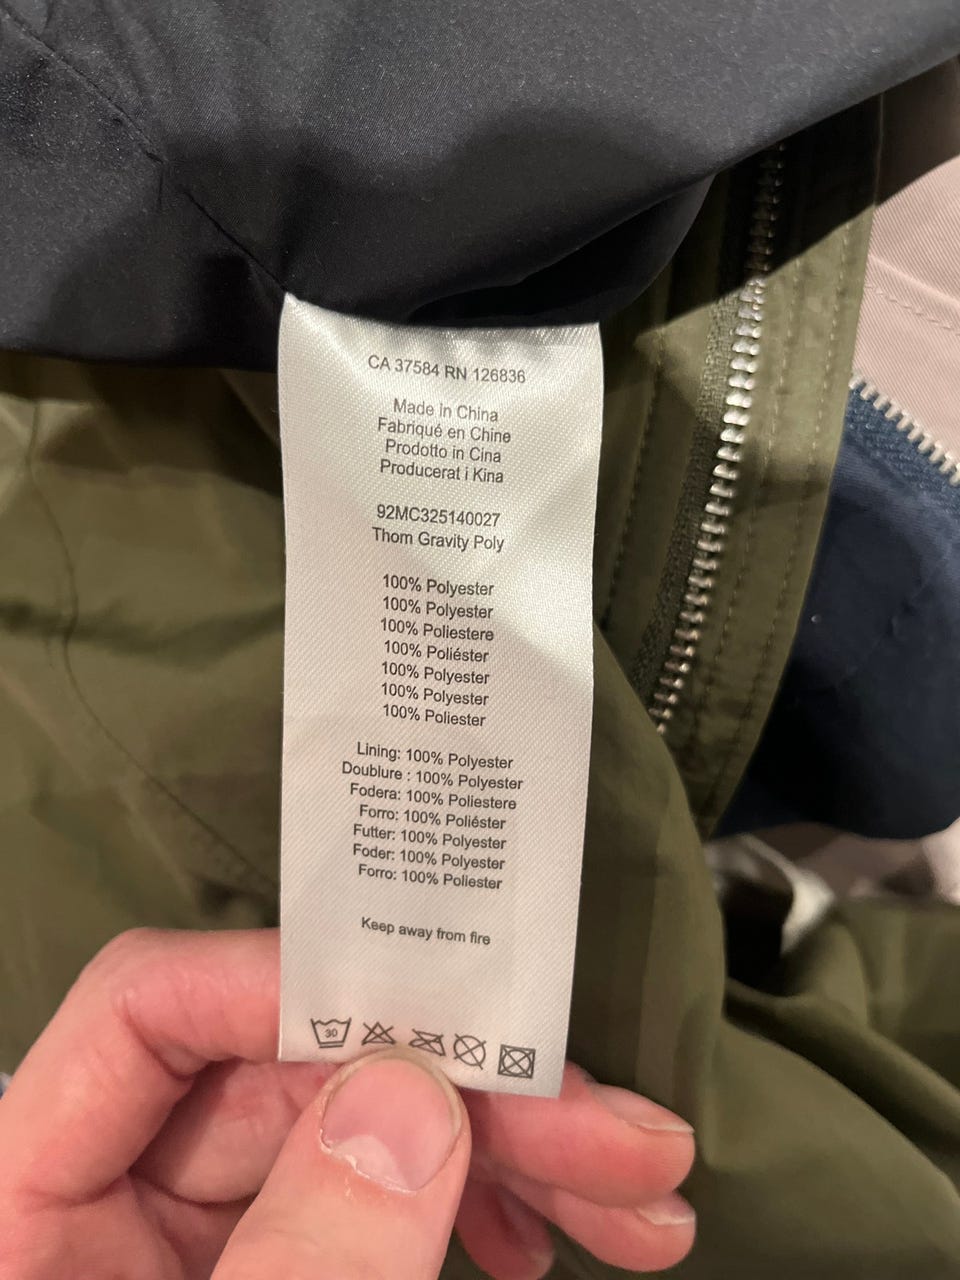 CA 37584 RN 126836
Made in China
Fabriqué en Chine
Prodotto in Cina
Producerat i Kina
92MC325140027
Thom Gravity Poly
100% Polyester
100% Polyester
100% Poliestere
100% Poliéster
100% Polyester
100% Polyester
100% Poliester
Lining: 100% Polyester
Doublure : 100% Polyester
Fodera: 100% Poliestere
Forro: 100% Poliéster
Futter: 100% Polyester
Foder: 100% Polyester
Forro: 100% Poliester
Keep away from fire
30